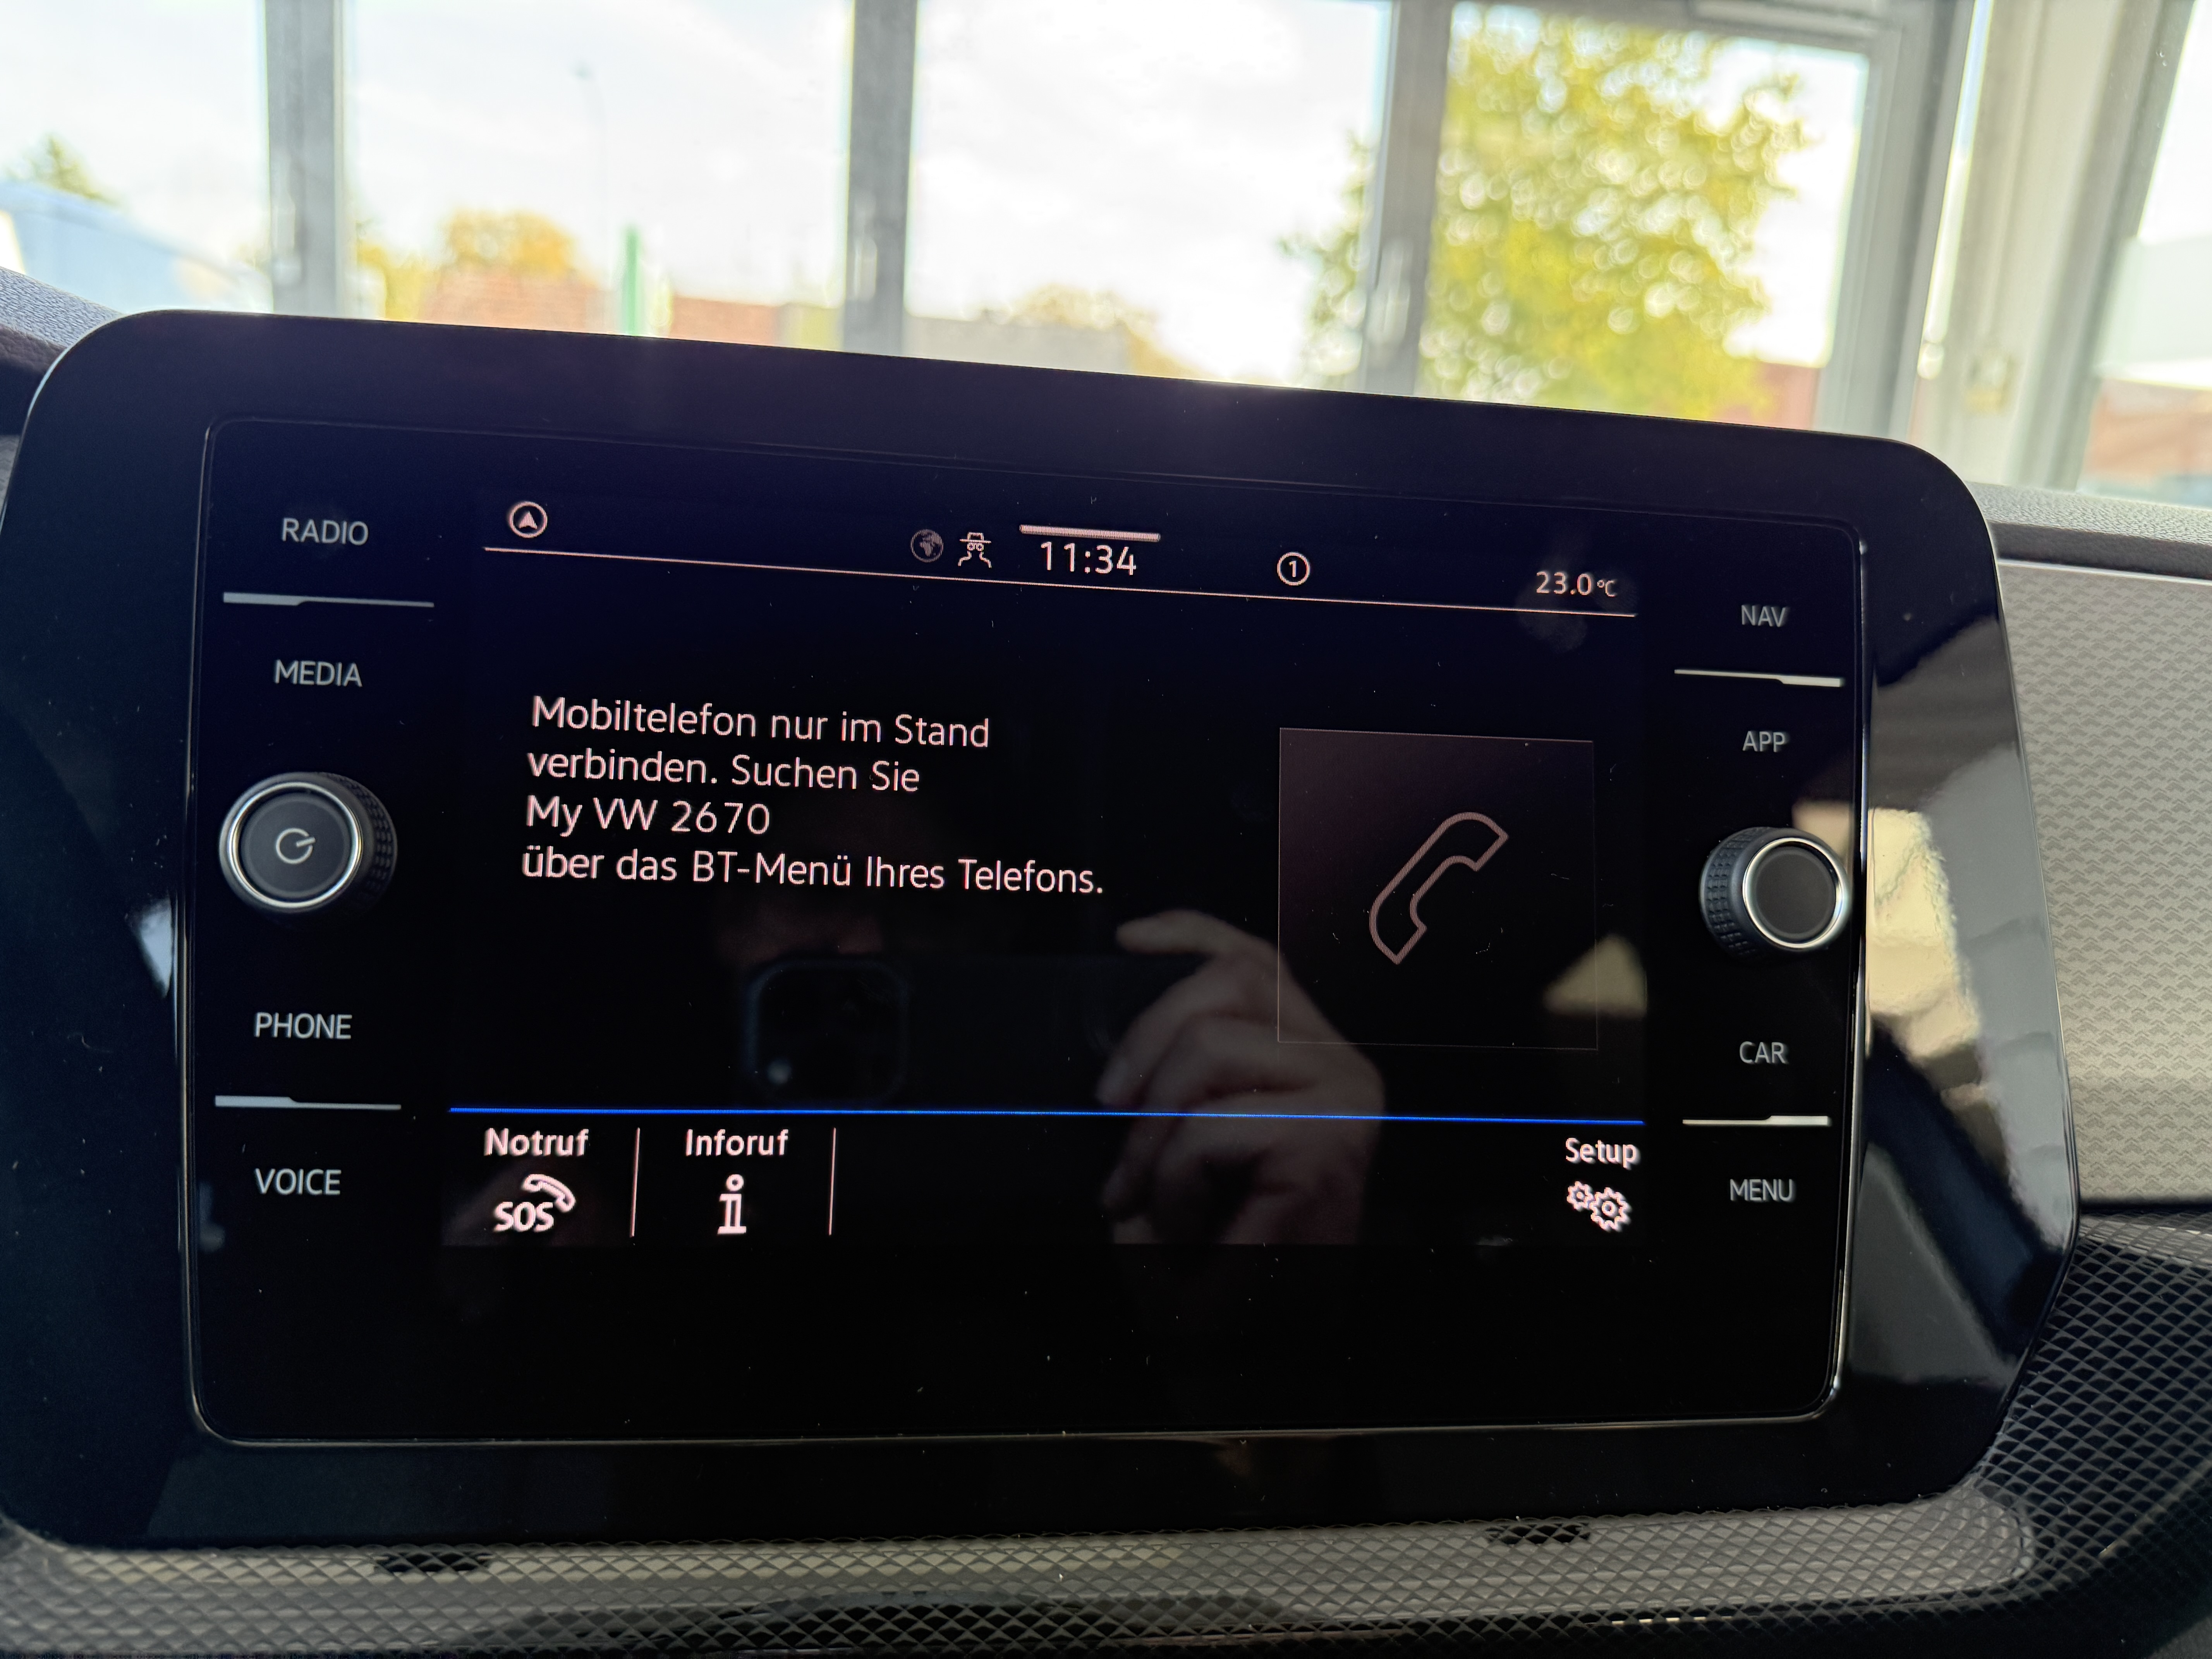 RADIO
MEDIA
PHONE
VOICE
11:34
1
23.0°C
Mobiltelefon nur im Stand
verbinden. Suchen Sie
My VW 2670
über das BT-Menü Ihres Telefons.
Notruf
SOS
Inforuf
i
Setup
NAV
APP
CAR
MENU